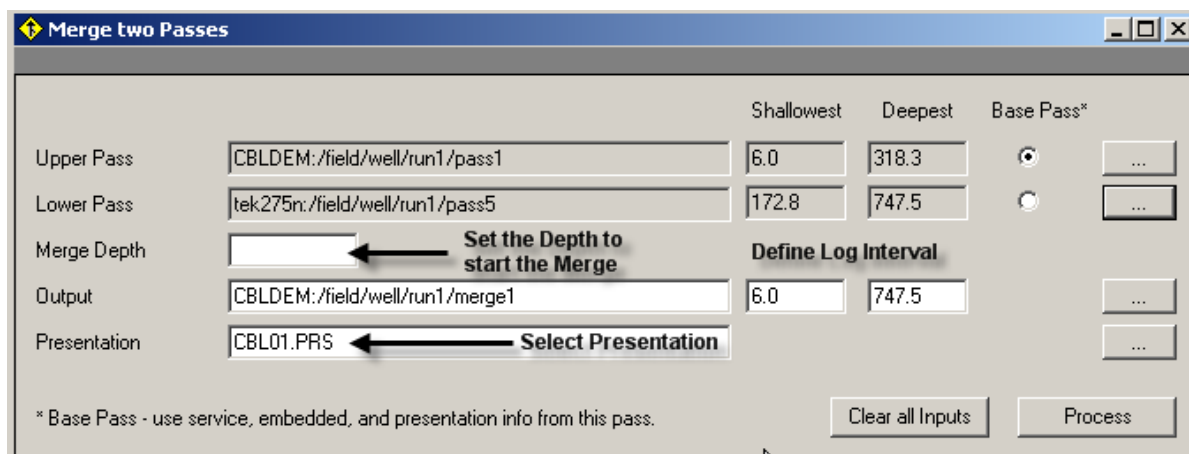 Merge two Passes
Shallowest Deepest Base Pass*
Upper Pass CBLDEM:/field/well/run1/pass1 6.0 318.3 ...
Lower Pass tek275n:/field/well/run1/pass5 172.8 747.5 ...
Merge Depth Set the Depth to start the Merge Define Log Interval
Output CBLDEM:/field/well/run1/merge1 6.0 747.5 ...
Presentation CBL01.PRS Select Presentation ...
* Base Pass - use service, embedded, and presentation info from this pass. Clear all Inputs Process